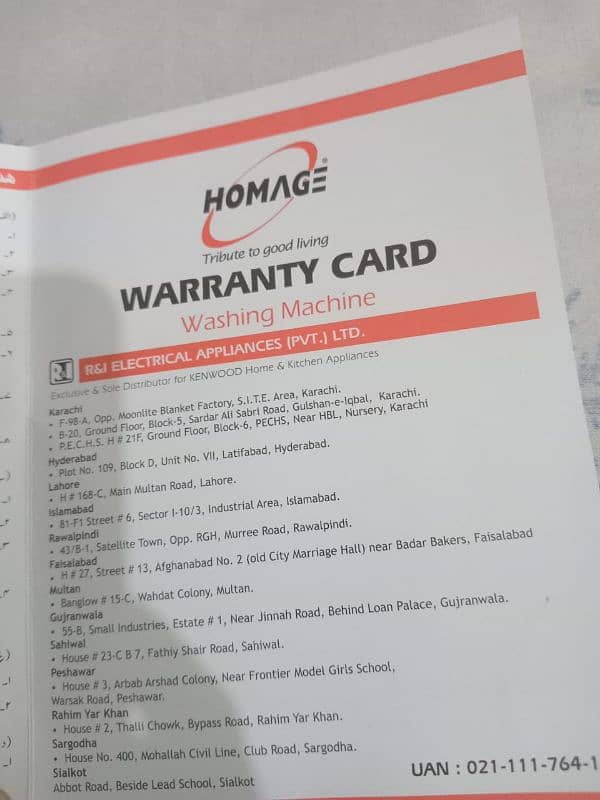 HOMAGE®
Tribute to good living
WARRANTY CARD
Washing Machine
R&I ELECTRICAL APPLIANCES (PVT.) LTD.
Exclusive & Sole Distributor for KENWOOD Home & Kitchen Appliances
Karachi
• F-98-A, Opp. Moonlite Blanket Factory, S.I.T.E. Area, Karachi.
• B-20, Ground Floor, Block-5, Sardar Ali Sabri Road, Gulshan-e-Iqbal, Karachi.
• P.E.C.H.S. H # 21F, Ground Floor, Block-6, PECHS, Near HBL, Nursery, Karachi
Hyderabad
• Plot No. 109, Block D, Unit No. VII, Latifabad, Hyderabad.
Lahore
• H # 168-C, Main Multan Road, Lahore.
Islamabad
• 81-F1 Street # 6, Sector I-10/3, Industrial Area, Islamabad.
Rawalpindi
• 43/B-1, Satellite Town, Opp. RGH, Murree Road, Rawalpindi.
Faisalabad
• H # 27, Street # 13, Afghanabad No. 2 (old City Marriage Hall) near Badar Bakers, Faisalabad
Multan
• Banglow # 15-C, Wahdat Colony, Multan.
Gujranwala
• 55-B, Small Industries, Estate # 1, Near Jinnah Road, Behind Loan Palace, Gujranwala.
Sahiwal
• House # 23-C B 7, Fathiy Shair Road, Sahiwal.
Peshawar
• House # 3, Arbab Arshad Colony, Near Frontier Model Girls School,
Warsak Road, Peshawar.
Rahim Yar Khan
• House # 2, Thalli Chowk, Bypass Road, Rahim Yar Khan.
Sargodha
• House No. 400, Mohallah Civil Line, Club Road, Sargodha.
Sialkot
Abbot Road, Beside Lead School, Sialkot
UAN : 021-111-764-1